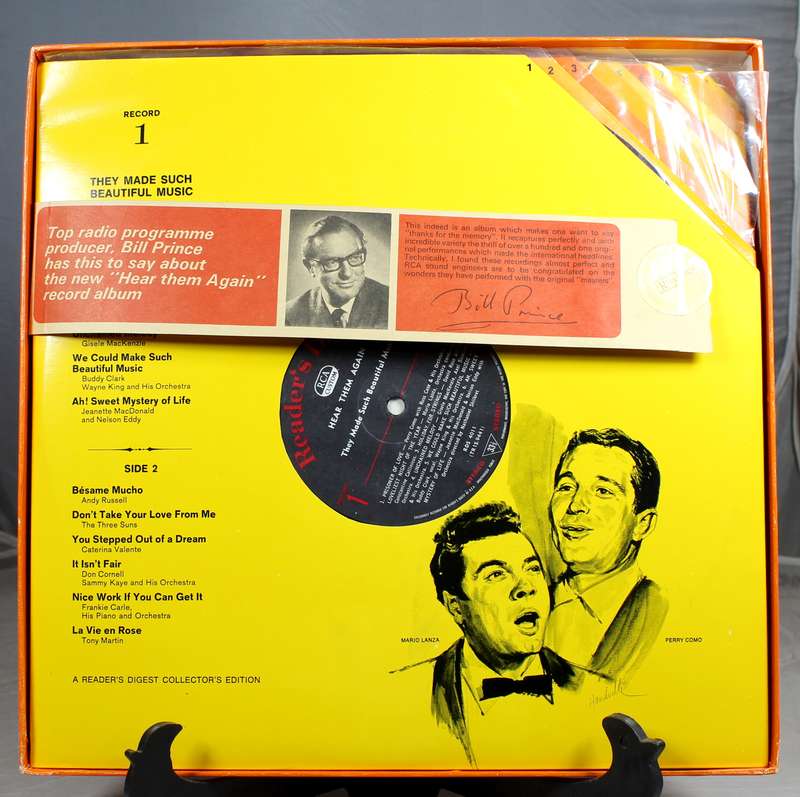 RECORD
1
1 2 3
THEY MADE SUCH
BEAUTIFUL MUSIC
Top radio programme
producer, Bill Prince
has this to say about
the new "Hear them Again"
record album
This indeed is an album which makes one want to say
"thanks for the memory". It recaptures perfectly and with
incredible variety the thrill of over a hundred and one origi-
nal performances which made the international headlines.
Technically, I found these recordings almost perfect and
RCA sound engineers are to be congratulated on the
wonders they have performed with the original "masters".
Bill Prince
Gisele MacKenzie
We Could Make Such
Beautiful Music
Buddy Clark
Wayne King and His Orchestra
Ah! Sweet Mystery of Life
Jeanette MacDonald
and Nelson Eddy
SIDE 2
Bésame Mucho
Andy Russell
Don't Take Your Love From Me
The Three Suns
You Stepped Out of a Dream
Caterina Valente
It Isn't Fair
Don Cornell
Sammy Kaye and His Orchestra
Nice Work If You Can Get It
Frankie Carle,
His Piano and Orchestra
La Vie en Rose
Tony Martin
A READER'S DIGEST COLLECTOR'S EDITION
Reader's
RCA
CUSTOM
HEAR THEM AGAIN
They Made Such Beautiful
1
RDS 4011
STEREO
33⅓
MARIO LANZA
PERRY COMO